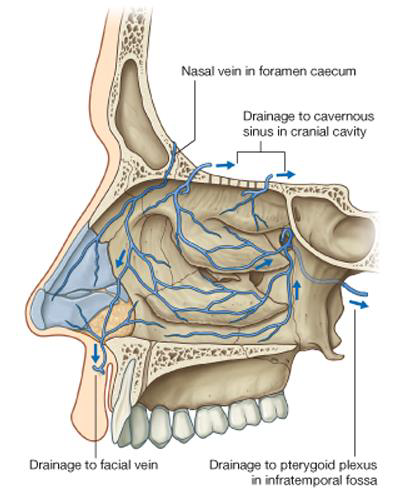 Nasal vein in foramen caecum
Drainage to cavernous
sinus in cranial cavity
Drainage to facial vein
Drainage to pterygoid plexus
in infratemporal fossa